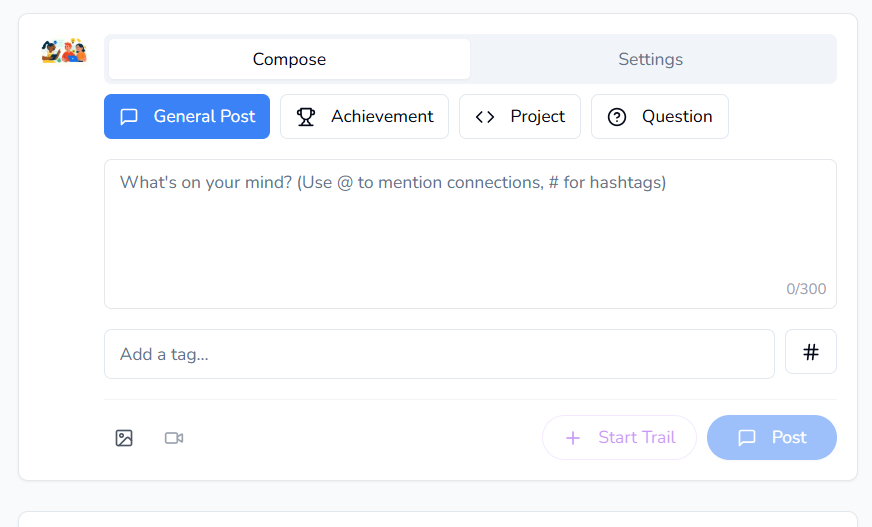 Compose
Settings
General Post
Achievement
Project
Question
What's on your mind? (Use @ to mention connections, # for hashtags)
0/300
Add a tag...
#
Start Trail
Post